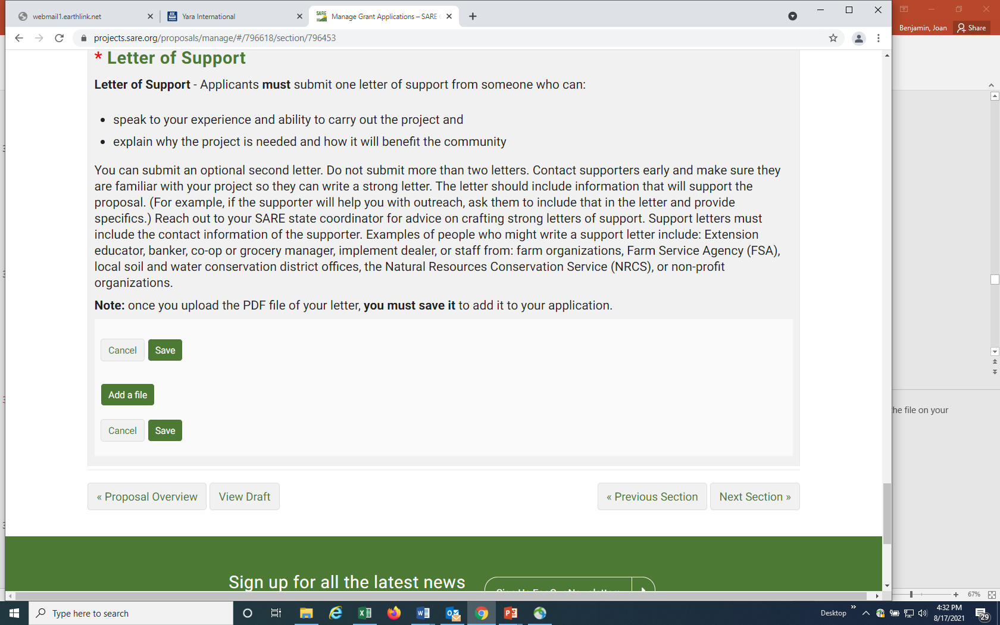 webmail1.earthlink.net
Yara International
SARE
Manage Grant Applications – SARE
Benjamin, Joan
Share
projects.sare.org/proposals/manage/#/796618/section/796453
* Letter of Support
Letter of Support - Applicants must submit one letter of support from someone who can:
• speak to your experience and ability to carry out the project and
• explain why the project is needed and how it will benefit the community
You can submit an optional second letter. Do not submit more than two letters. Contact supporters early and make sure they
are familiar with your project so they can write a strong letter. The letter should include information that will support the
proposal. (For example, if the supporter will help you with outreach, ask them to include that in the letter and provide
specifics.) Reach out to your SARE state coordinator for advice on crafting strong letters of support. Support letters must
include the contact information of the supporter. Examples of people who might write a support letter include: Extension
educator, banker, co-op or grocery manager, implement dealer, or staff from: farm organizations, Farm Service Agency (FSA),
local soil and water conservation district offices, the Natural Resources Conservation Service (NRCS), or non-profit
organizations.
Note: once you upload the PDF file of your letter, you must save it to add it to your application.
Cancel Save
Add a file
Cancel Save
the file on your
« Proposal Overview View Draft « Previous Section Next Section »
Sign up for all the latest news
67%
Type here to search
Desktop
4:32 PM
8/17/2021
29